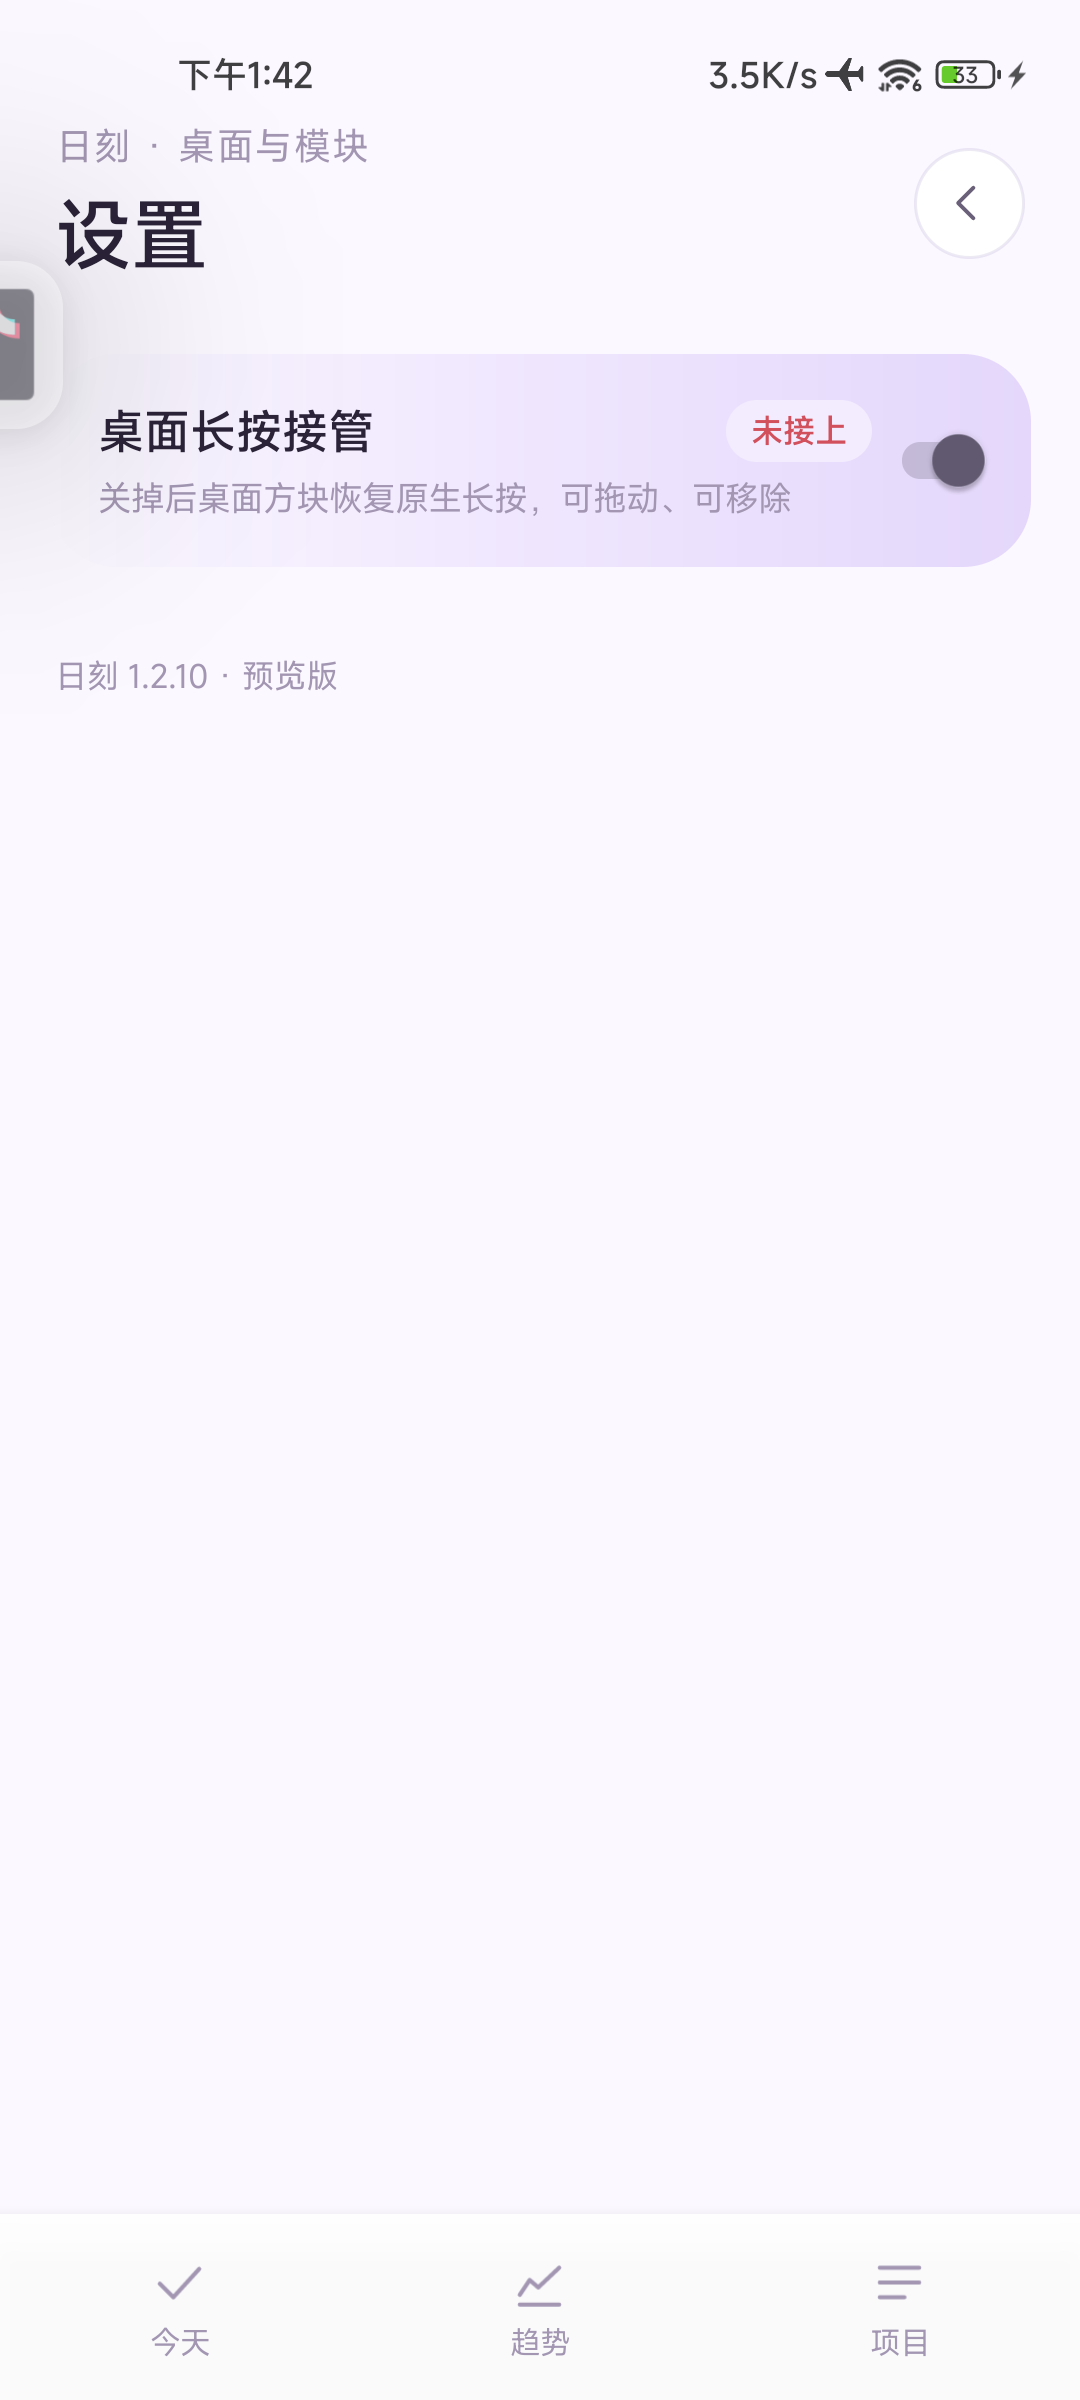 下午1:42
3.5K/s
6
33
日刻 · 桌面与模块
设置
桌面长按接管
未接上
关掉后桌面方块恢复原生长按，可拖动、可移除
日刻 1.2.10 · 预览版
今天
趋势
项目